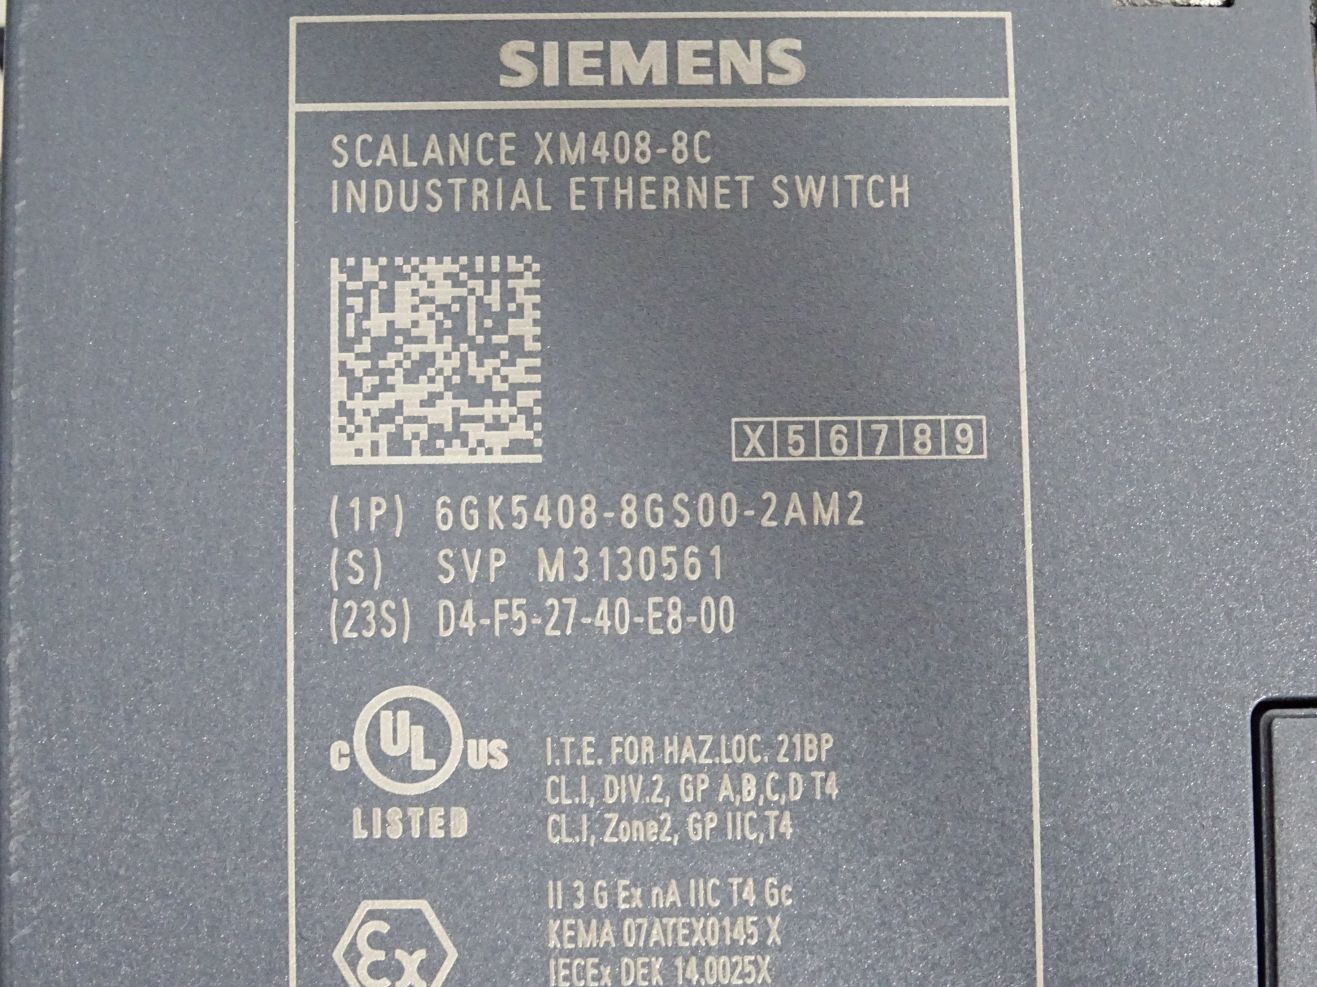 SIEMENS
SCALANCE XM408-8C
INDUSTRIAL ETHERNET SWITCH
X 5 6 7 8 9
(1P) 6GK5408-8GS00-2AM2
(S) SVP M3130561
(23S) D4-F5-27-40-E8-00
C UL US
LISTED
I.T.E. FOR HAZ.LOC. 21BP
CL.I, DIV.2, GP A,B,C,D T4
CL.I, Zone2, GP IIC,T4
Ex
II 3 G Ex nA IIC T4 Gc
KEMA 07ATEX0145 X
IECEx DEK 14.0025X